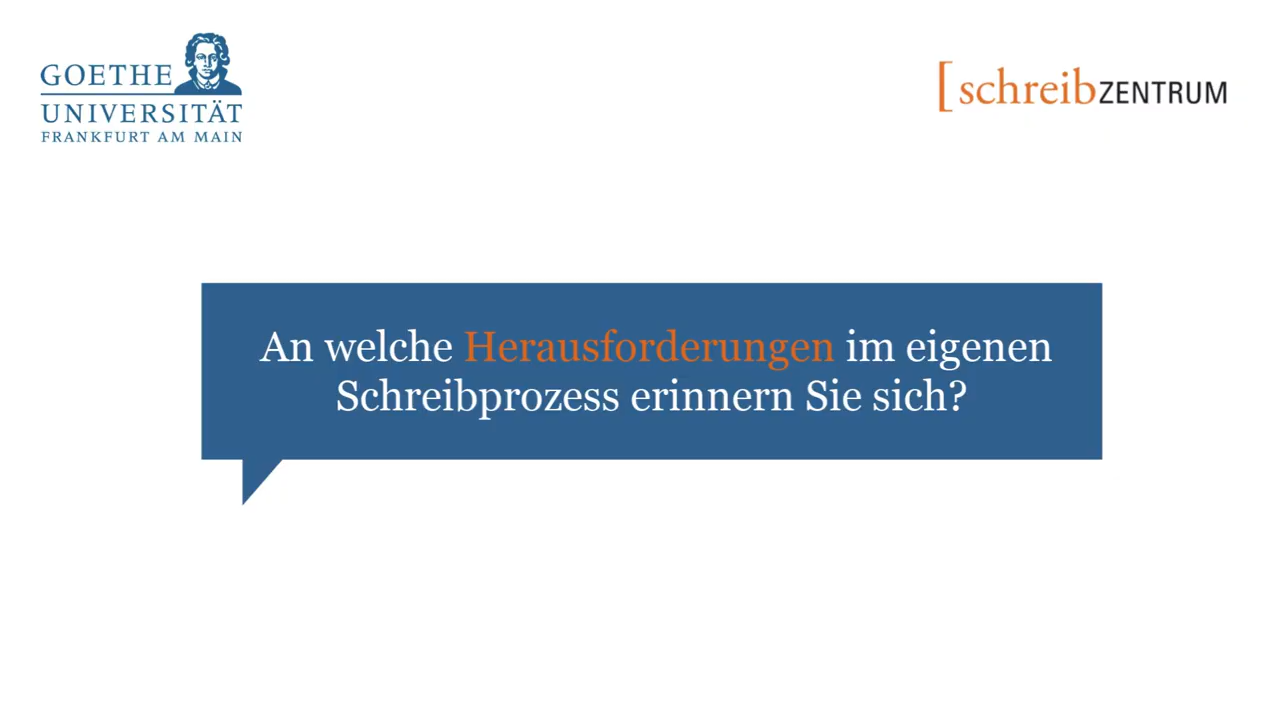 GOETHE
UNIVERSITÄT
FRANKFURT AM MAIN
[schreibZENTRUM
An welche Herausforderungen im eigenen
Schreibprozess erinnern Sie sich?